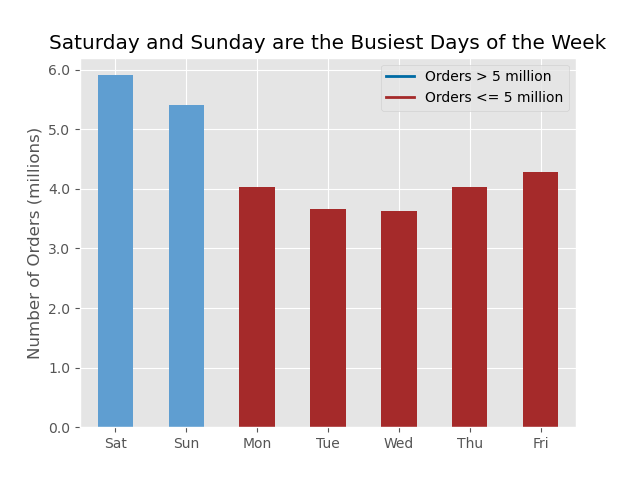 Saturday and Sunday are the Busiest Days of the Week
Orders > 5 million
Orders <= 5 million
Number of Orders (millions)
6.0
5.0
4.0
3.0
2.0
1.0
0.0
Sat Sun Mon Tue Wed Thu Fri